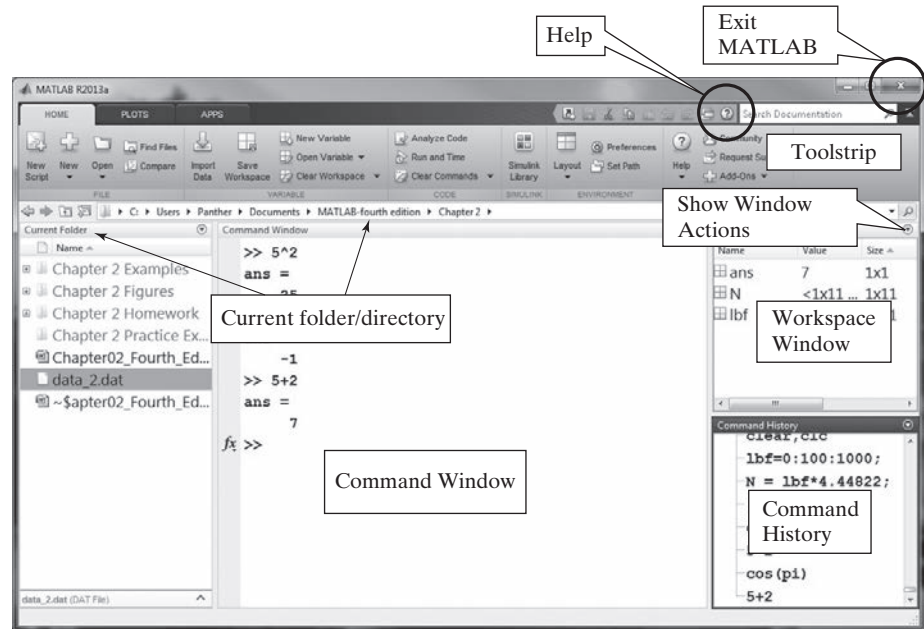 Help
Exit
MATLAB
MATLAB R2013a
HOME PLOTS APPS
Search Documentation
New Script
New
Open
Find Files
Compare
Import Data
Save Workspace
New Variable
Open Variable
Clear Workspace
Analyze Code
Run and Time
Clear Commands
Simulink Library
Layout
Preferences
Set Path
Help
Community
Request Su
Add-Ons
Toolstrip
FILE VARIABLE CODE SIMULINK ENVIRONMENT
C: Users Panther Documents MATLAB-fourth edition Chapter 2
Show Window
Actions
Current Folder
Name
Chapter 2 Examples
Chapter 2 Figures
Chapter 2 Homework
Chapter 2 Practice Ex...
Chapter02_Fourth_Ed...
data_2.dat
~$apter02_Fourth_Ed...
data_2.dat (DAT File)
Current folder/directory
Command Window
>> 5^2
ans =
25
-1
>> 5+2
ans =
7
fx >>
Command Window
Name Value Size
ans 7 1x1
N <1x11 ... 1x11
lbf
Workspace
Window
Command History
clear,clc
lbf=0:100:1000;
N = lbf*4.44822;
Command
History
cos(pi)
5+2